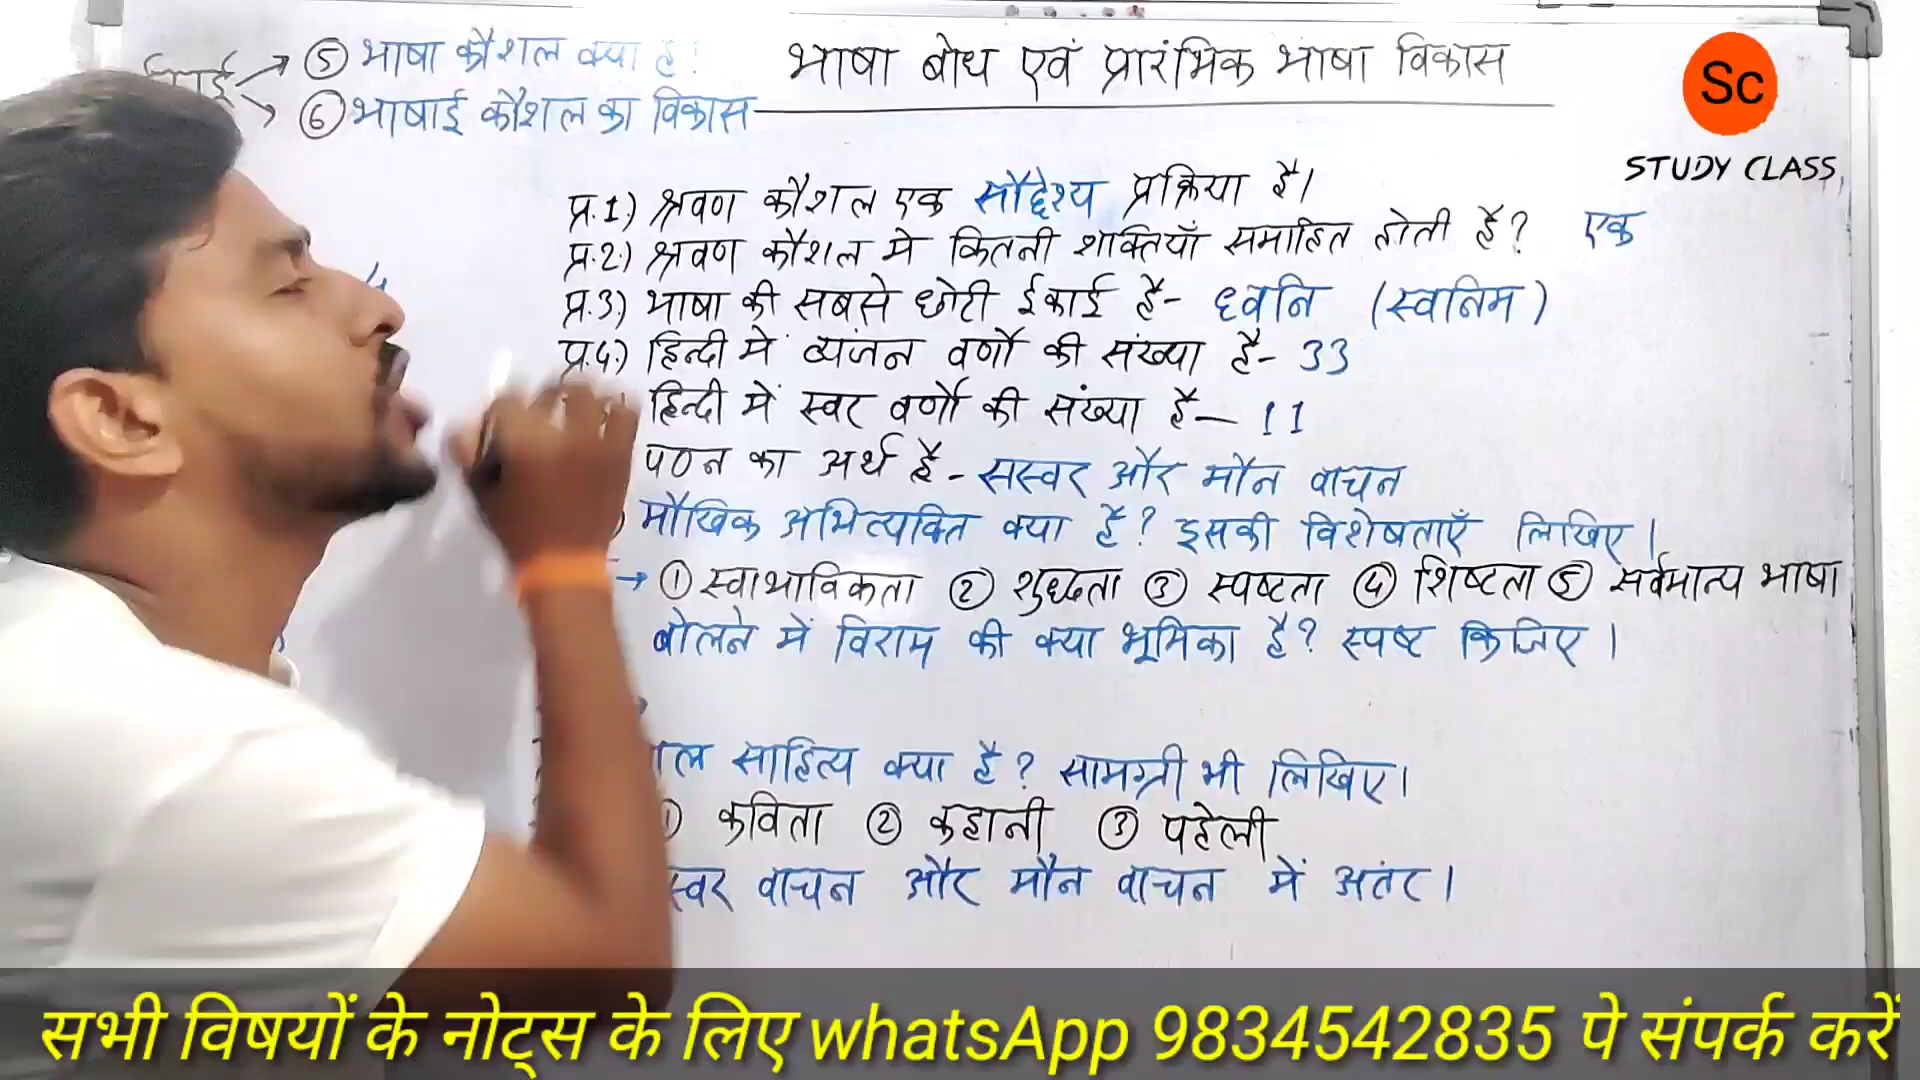 ⑤ भाषा कौशल क्या है?
⑥ भाषाई कौशल का विकास
भाषा बोध एवं प्रारंभिक भाषा विकास
Sc
STUDY CLASS
प्र.1) श्रवण कौशल एक सौद्देश्य प्रक्रिया है।
प्र.2) श्रवण कौशल मे कितनी शक्तियाँ समाहित होती है? एक
प्र.3) भाषा की सबसे छोटी ईकाई है- ध्वनि (स्वनिम)
प्र.4) हिन्दी में व्यंजन वर्णो की संख्या है- 33
हिन्दी में स्वर वर्णो की संख्या है- 11
पठन का अर्थ है- सस्वर और मौन वाचन
मौखिक अभिव्यक्ति क्या है? इसकी विशेषताएँ लिखिए।
→ ① स्वाभाविकता ② शुद्धता ③ स्पष्टता ④ शिष्टता ⑤ सर्वमान्य भाषा
बोलने में विराम की क्या भूमिका है? स्पष्ट किजिए।
साहित्य क्या है? सामग्री भी लिखिए।
① कविता ② कहानी ③ पहेली
स्वर वाचन और मौन वाचन में अतंर।
सभी विषयों के नोट्स के लिए whatsApp 9834542835 पे संपर्क करें